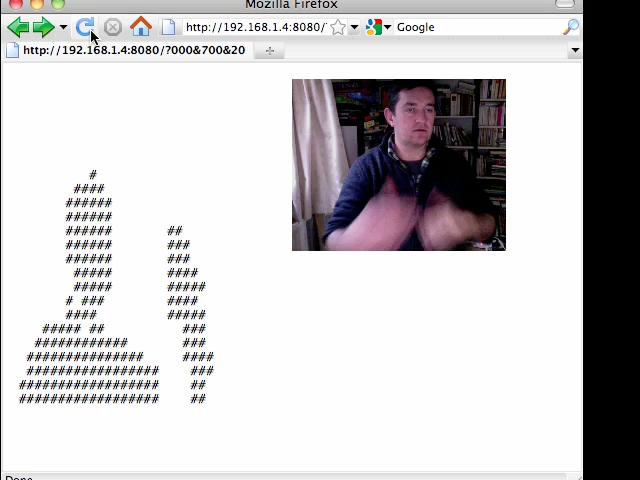 Mozilla Firefox
http://192.168.1.4:8080/
Google
http://192.168.1.4:8080/?000&700&20
#
####
######
######
###### ##
##### ###
###### ###
##### ####
##### #####
# ### ####
#### #####
##### ## ###
############ ###
############### ####
################# ###
################## ##
################## ##
Done